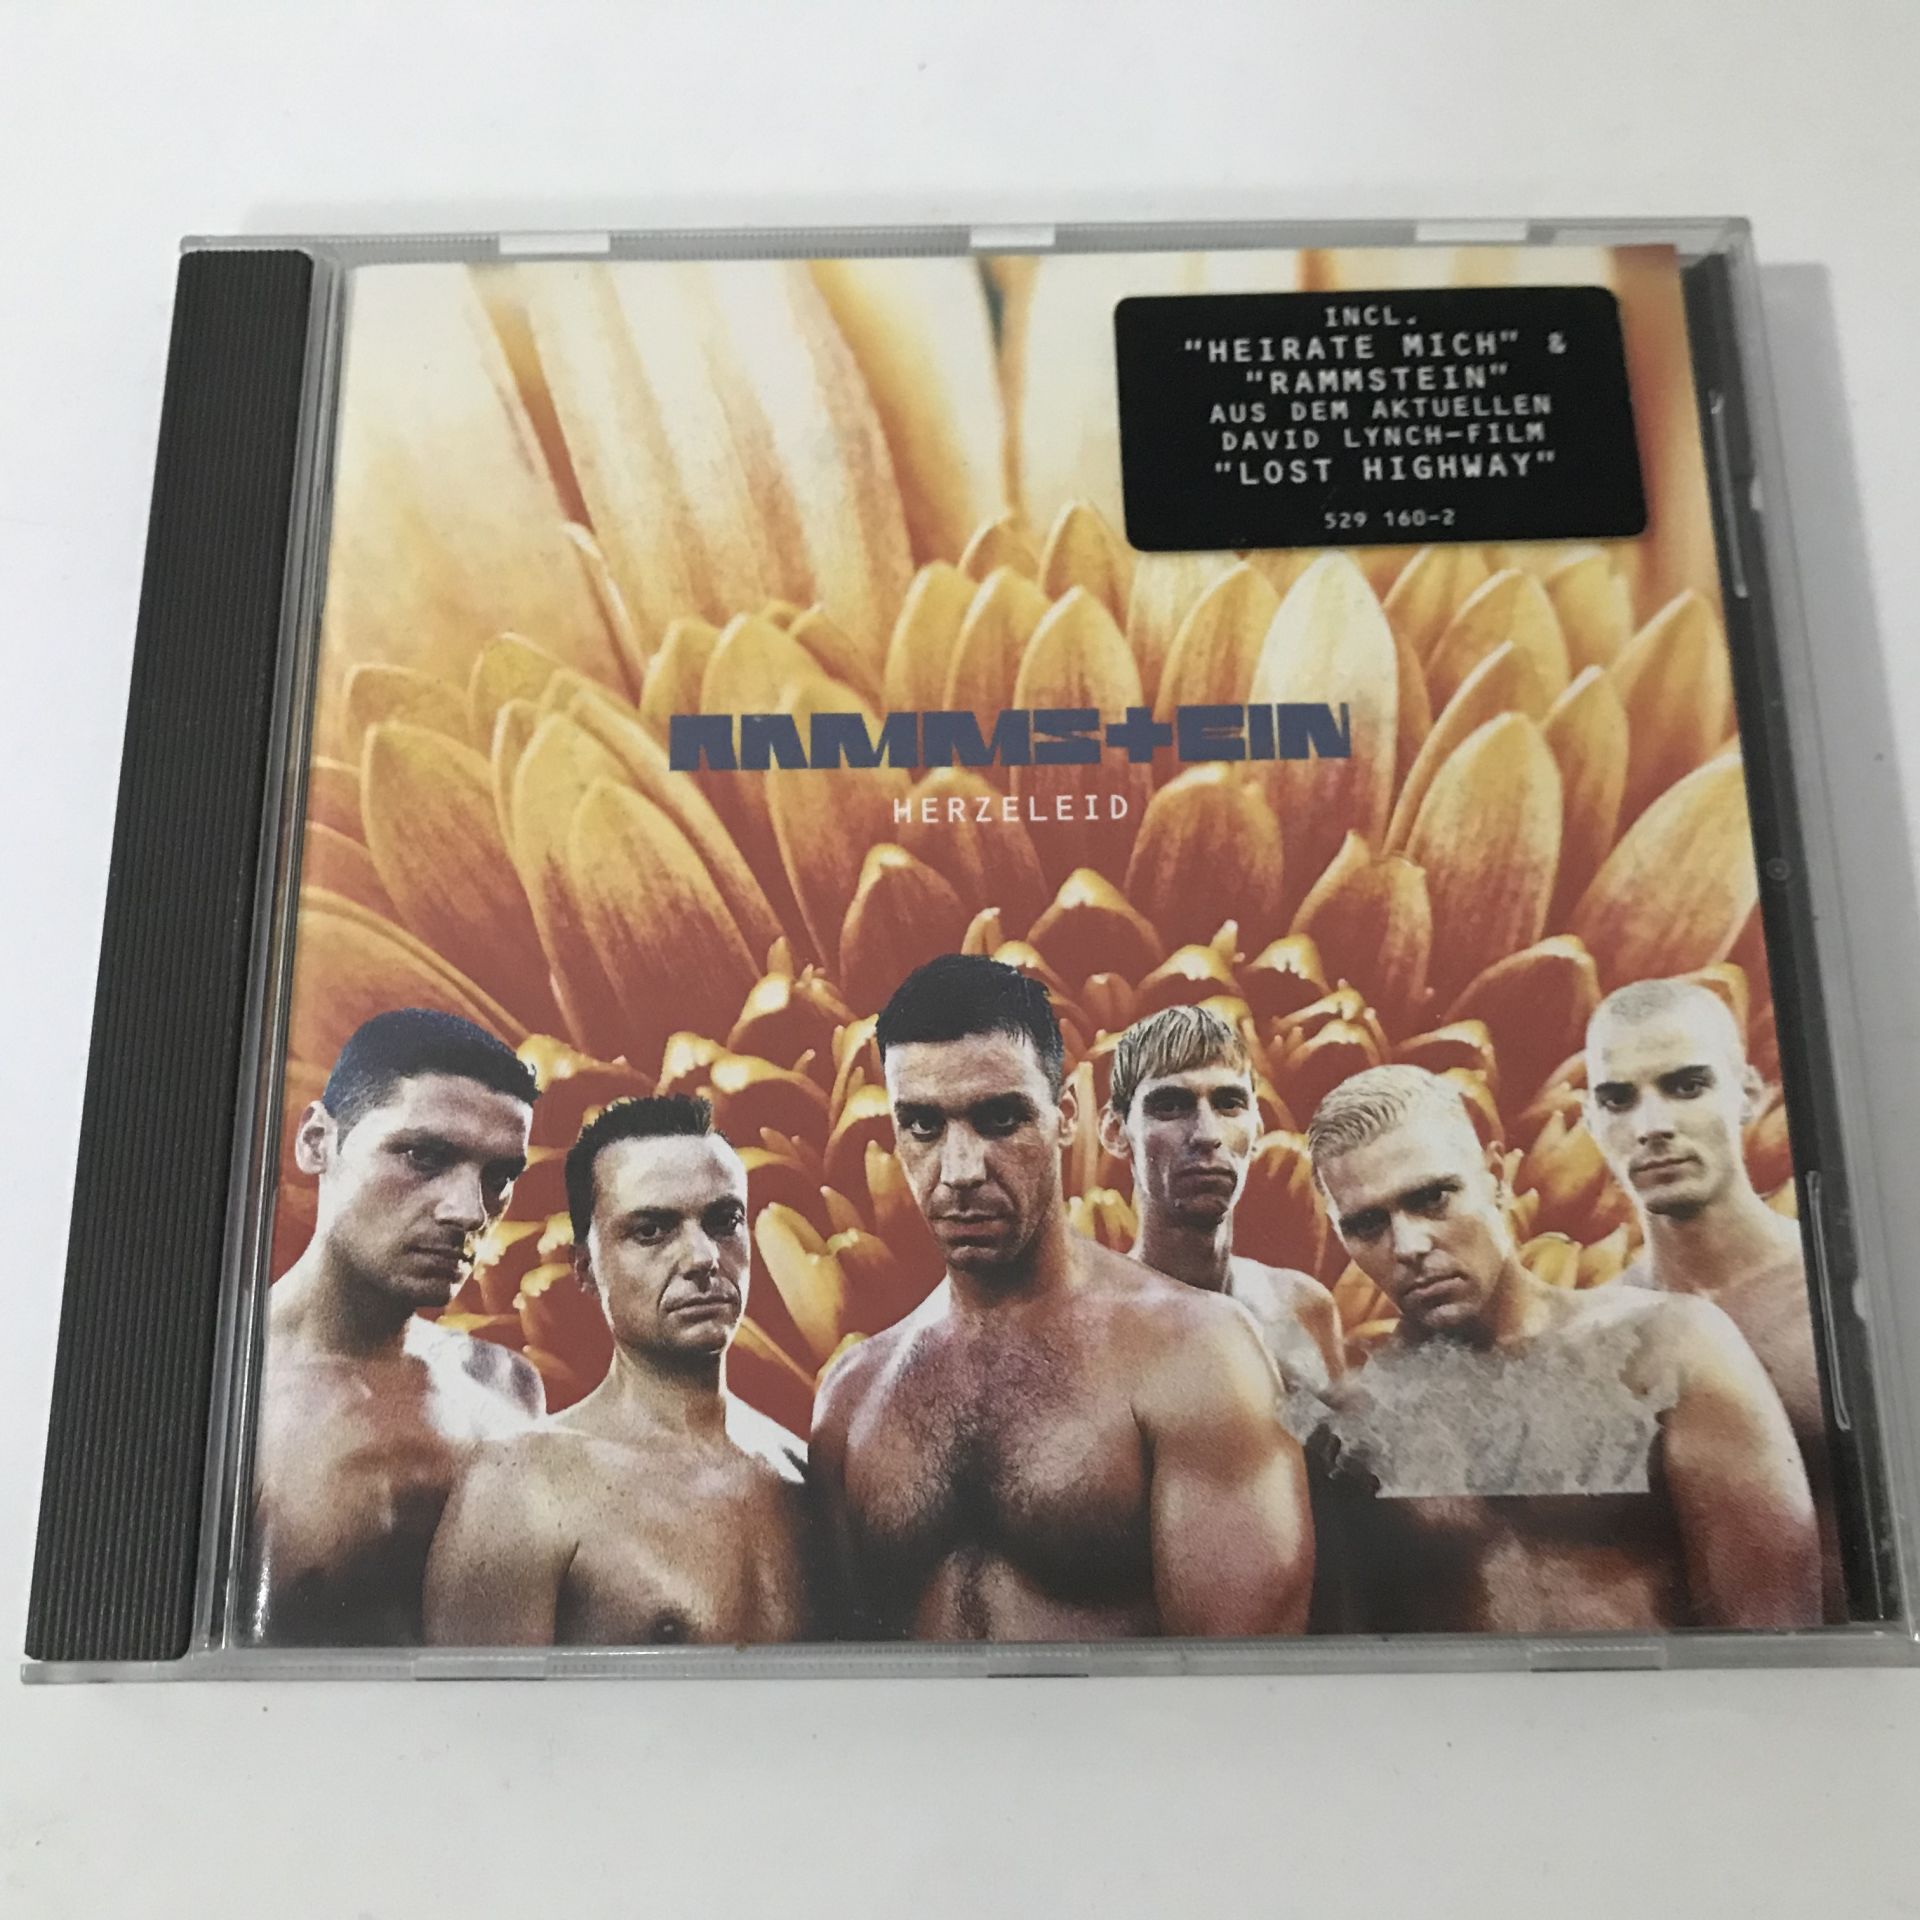 INCL.
"HEIRATE MICH" &
"RAMMSTEIN"
AUS DEM AKTUELLEN
DAVID LYNCH-FILM
"LOST HIGHWAY"
529 160-2
RAMMSTEIN
HERZELEID